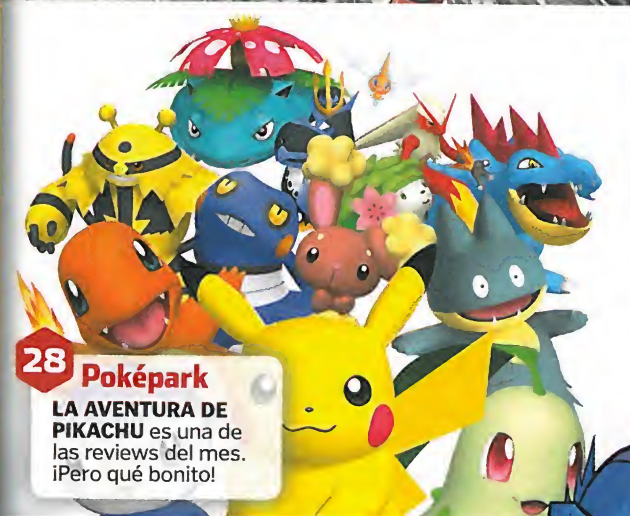 28
Poképark
LA AVENTURA DE
PIKACHU es una de
las reviews del mes.
¡Pero qué bonito!